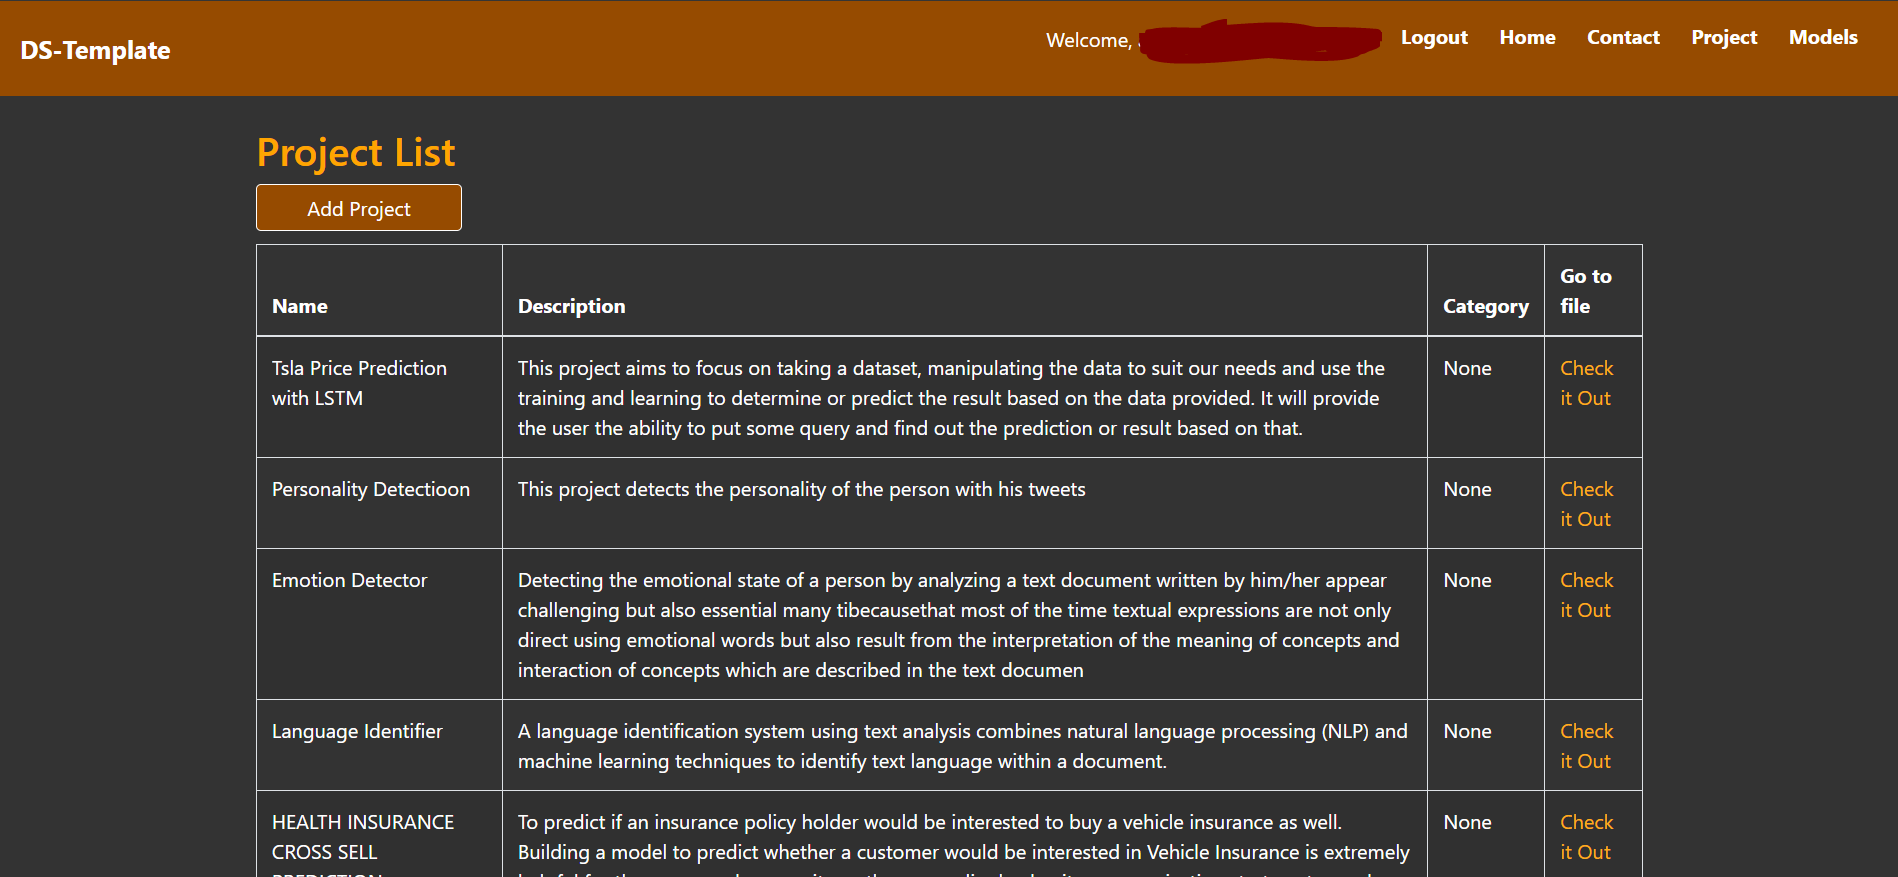 DS-Template
Welcome,
Logout Home Contact Project Models
Project List
Add Project
Name Description Category Go to
file
Tsla Price Prediction
with LSTM
This project aims to focus on taking a dataset, manipulating the data to suit our needs and use the
training and learning to determine or predict the result based on the data provided. It will provide
the user the ability to put some query and find out the prediction or result based on that.
None
Check
it Out
Personality Detectioon
This project detects the personality of the person with his tweets
None
Check
it Out
Emotion Detector
Detecting the emotional state of a person by analyzing a text document written by him/her appear
challenging but also essential many tibecausethat most of the time textual expressions are not only
direct using emotional words but also result from the interpretation of the meaning of concepts and
interaction of concepts which are described in the text documen
None
Check
it Out
Language Identifier
A language identification system using text analysis combines natural language processing (NLP) and
machine learning techniques to identify text language within a document.
None
Check
it Out
HEALTH INSURANCE
CROSS SELL
To predict if an insurance policy holder would be interested to buy a vehicle insurance as well.
Building a model to predict whether a customer would be interested in Vehicle Insurance is extremely
None
Check
it Out